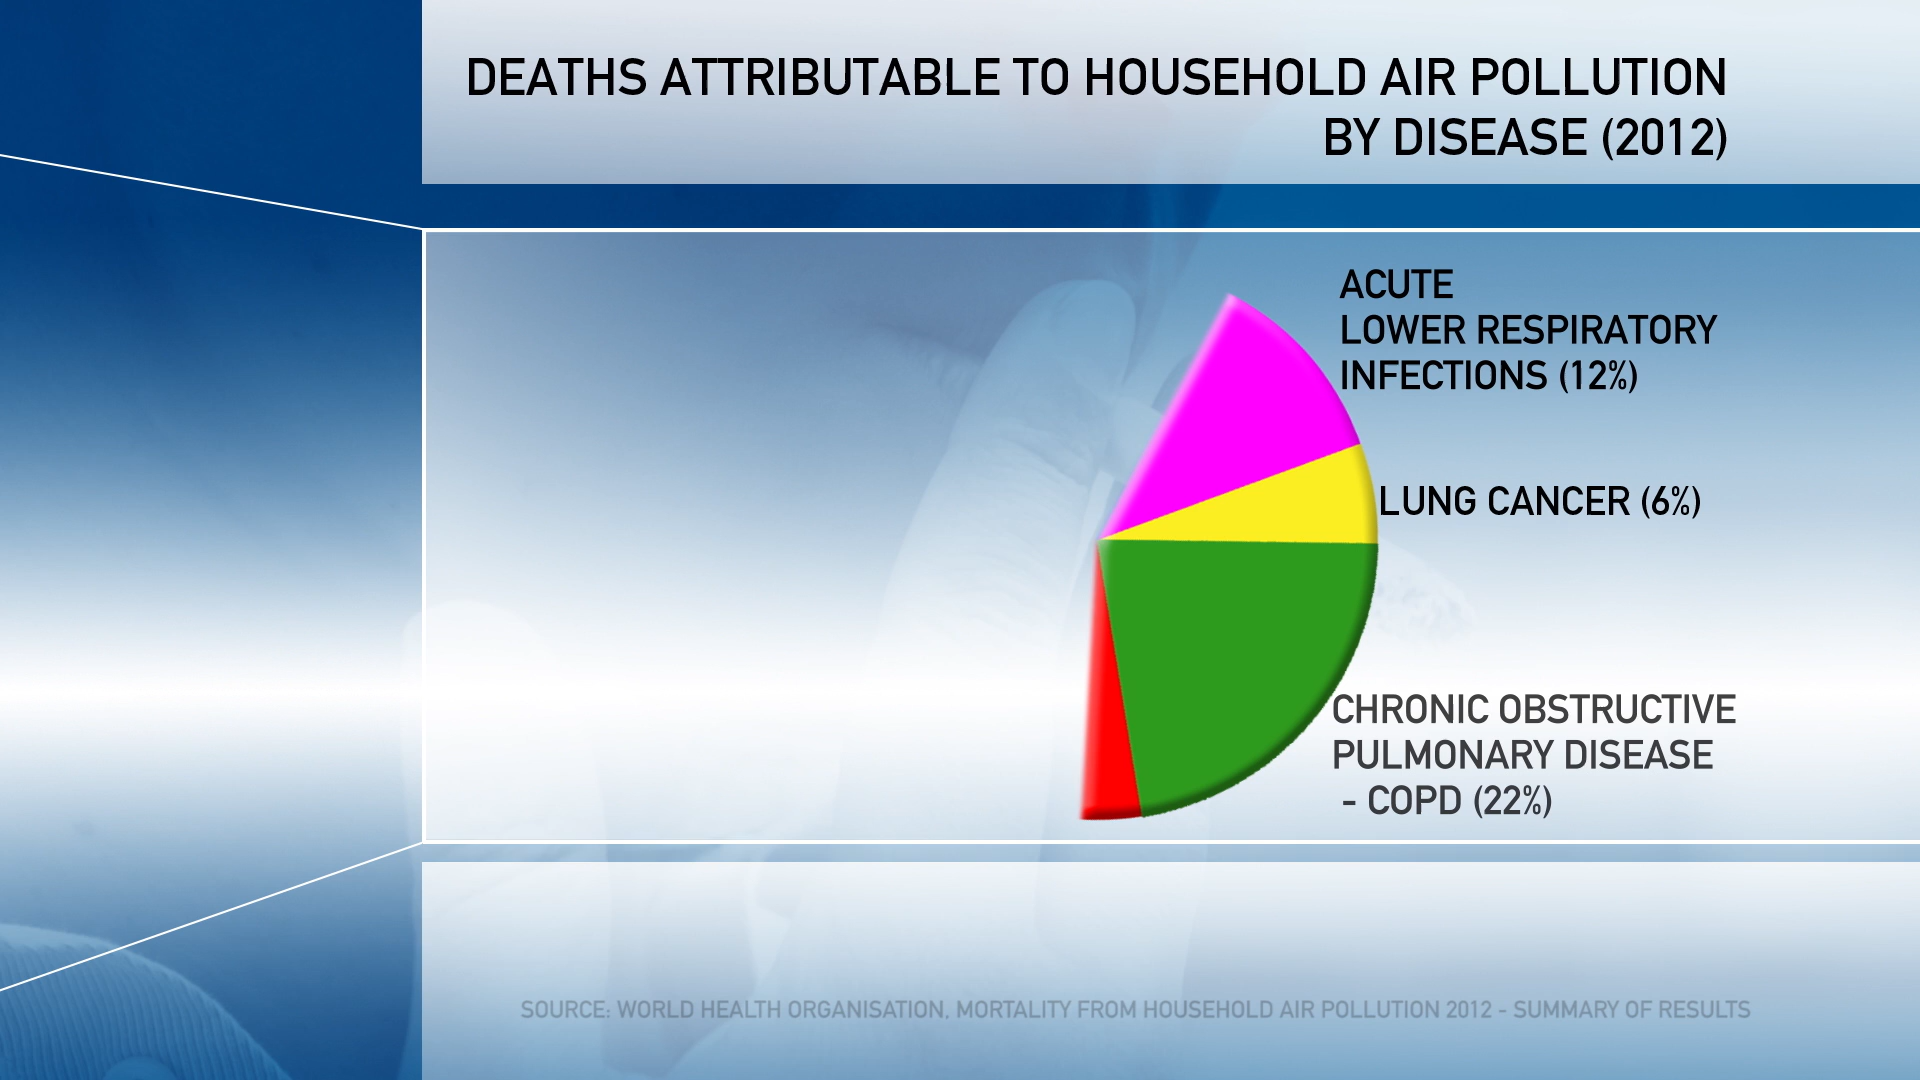 DEATHS ATTRIBUTABLE TO HOUSEHOLD AIR POLLUTION
BY DISEASE (2012)
ACUTE
LOWER RESPIRATORY
INFECTIONS (12%)
LUNG CANCER (6%)
CHRONIC OBSTRUCTIVE
PULMONARY DISEASE
- COPD (22%)
SOURCE: WORLD HEALTH ORGANISATION, MORTALITY FROM HOUSEHOLD AIR POLLUTION 2012 - SUMMARY OF RESULTS